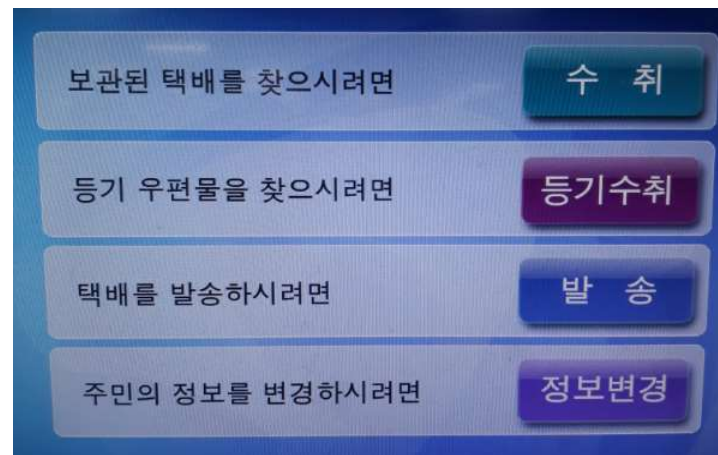 보관된 택배를 찾으시려면 수 취
등기 우편물을 찾으시려면 등기수취
택배를 발송하시려면 발 송
주민의 정보를 변경하시려면 정보변경